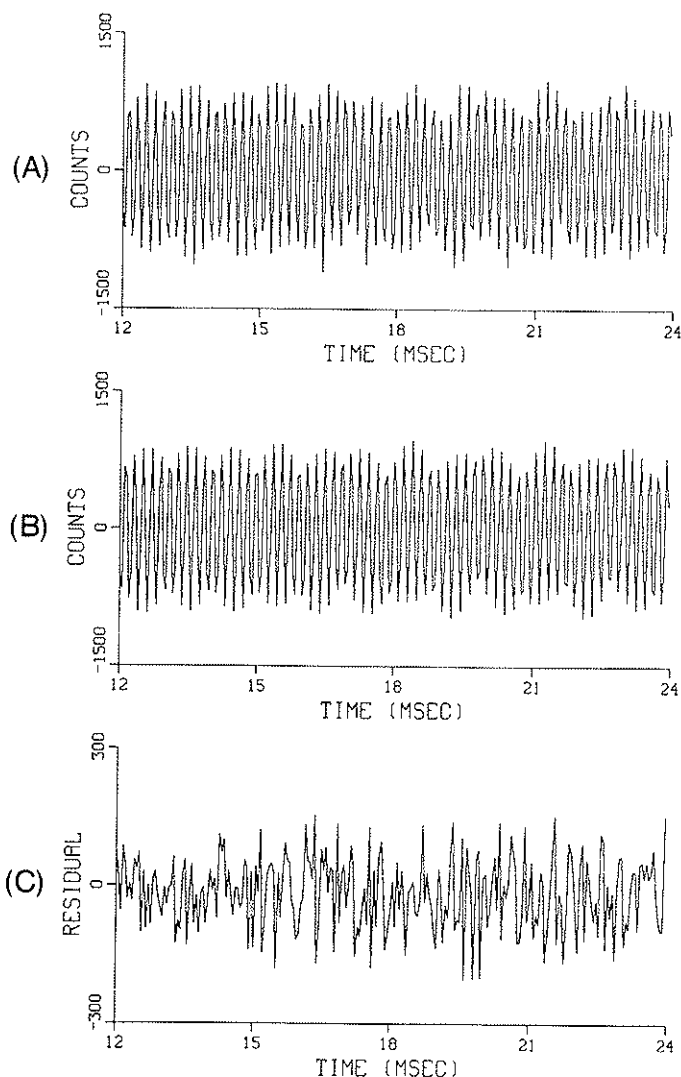 1500
(A)
COUNTS
0
-1500
12 15 18 21 24
TIME (MSEC)
1500
(B)
COUNTS
0
-1500
12 15 18 21 24
TIME (MSEC)
300
(C)
RESIDUAL
0
-300
12 15 18 21 24
TIME (MSEC)